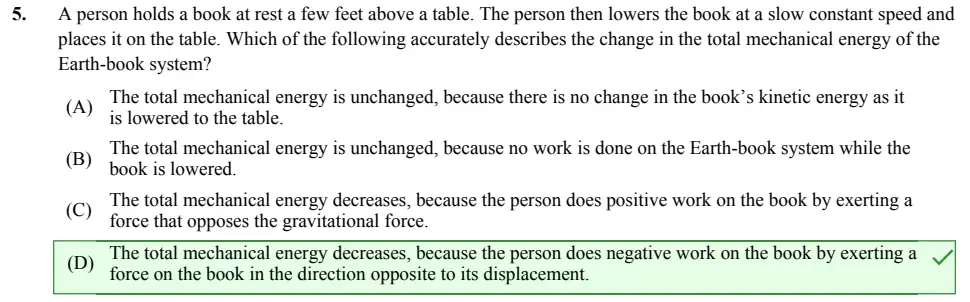 5. A person holds a book at rest a few feet above a table. The person then lowers the book at a slow constant speed and
places it on the table. Which of the following accurately describes the change in the total mechanical energy of the
Earth-book system?
(A) The total mechanical energy is unchanged, because there is no change in the book’s kinetic energy as it
is lowered to the table.
(B) The total mechanical energy is unchanged, because no work is done on the Earth-book system while the
book is lowered.
(C) The total mechanical energy decreases, because the person does positive work on the book by exerting a
force that opposes the gravitational force.
(D) The total mechanical energy decreases, because the person does negative work on the book by exerting a
force on the book in the direction opposite to its displacement.